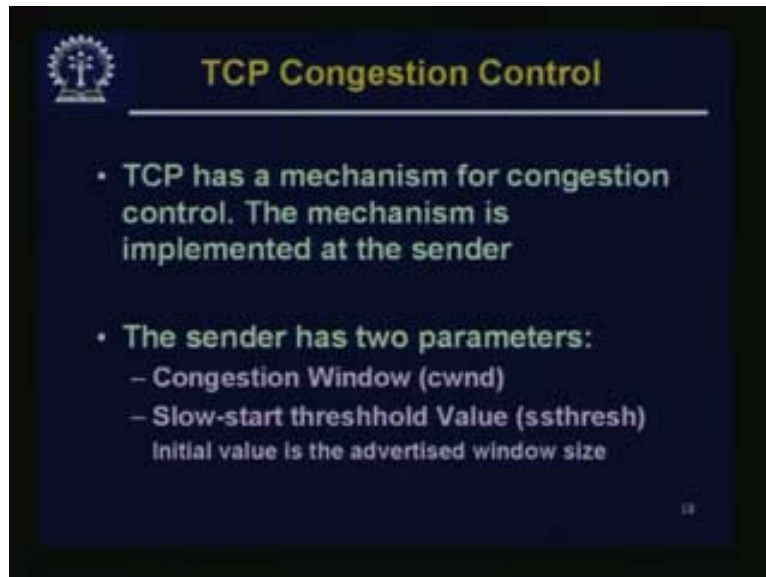 TCP Congestion Control
• TCP has a mechanism for congestion
control. The mechanism is
implemented at the sender
• The sender has two parameters:
– Congestion Window (cwnd)
– Slow-start threshhold Value (ssthresh)
Initial value is the advertised window size